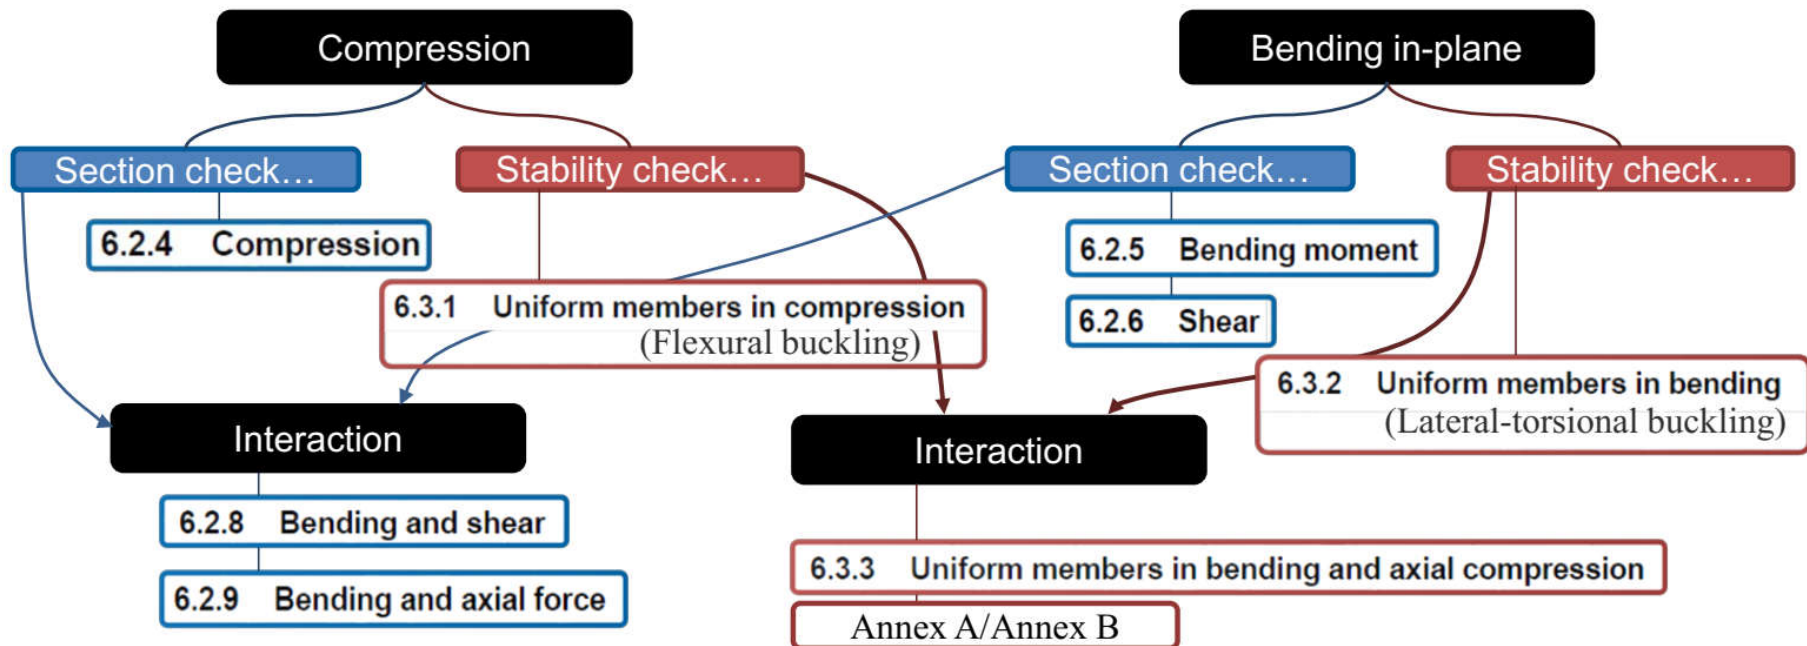 Compression
Bending in-plane
Section check…
Stability check…
Section check…
Stability check…
6.2.4 Compression
6.2.5 Bending moment
6.3.1 Uniform members in compression
(Flexural buckling)
6.2.6 Shear
6.3.2 Uniform members in bending
(Lateral-torsional buckling)
Interaction
Interaction
6.2.8 Bending and shear
6.2.9 Bending and axial force
6.3.3 Uniform members in bending and axial compression
Annex A/Annex B